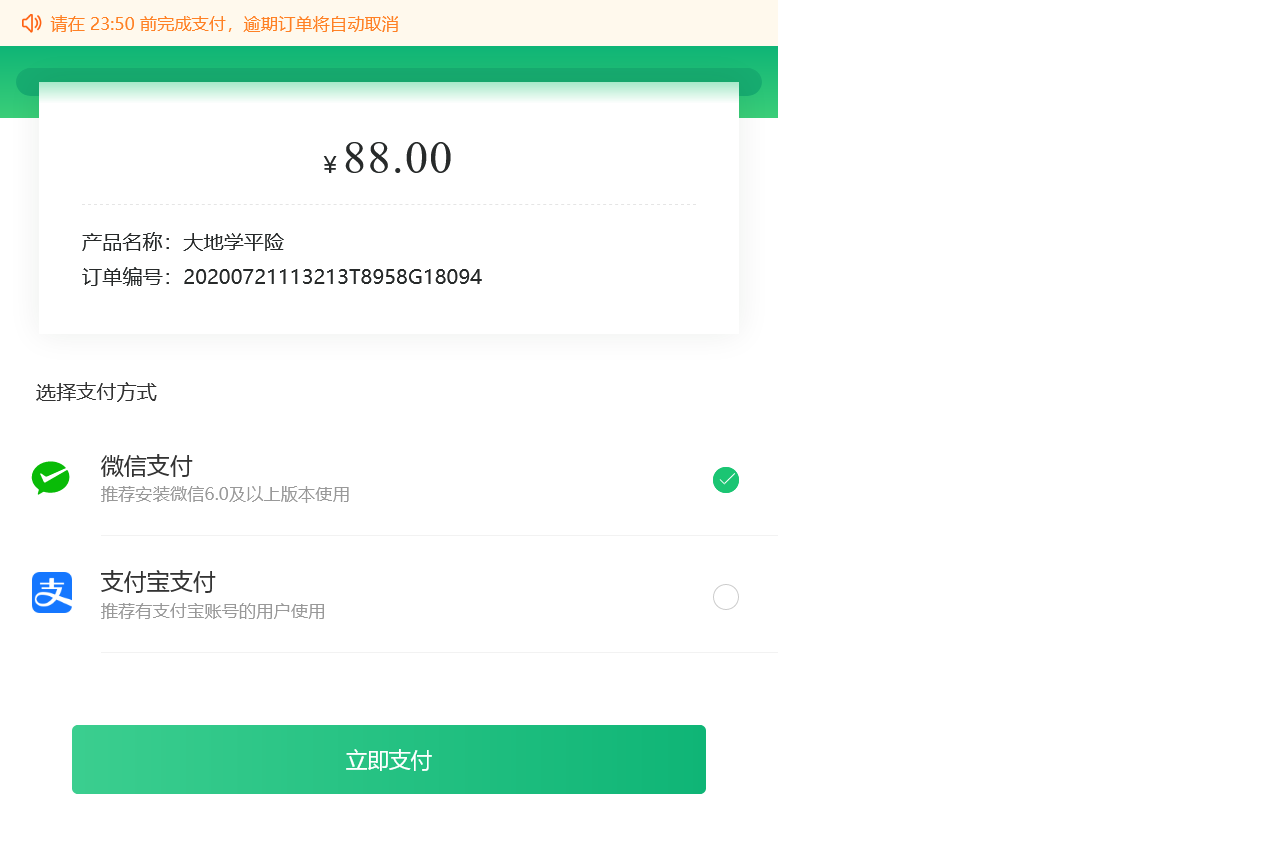 请在 23:50 前完成支付，逾期订单将自动取消
¥ 88.00
产品名称：大地学平险
订单编号：20200721113213T8958G18094
选择支付方式
微信支付
推荐安装微信6.0及以上版本使用
支付宝支付
推荐有支付宝账号的用户使用
立即支付